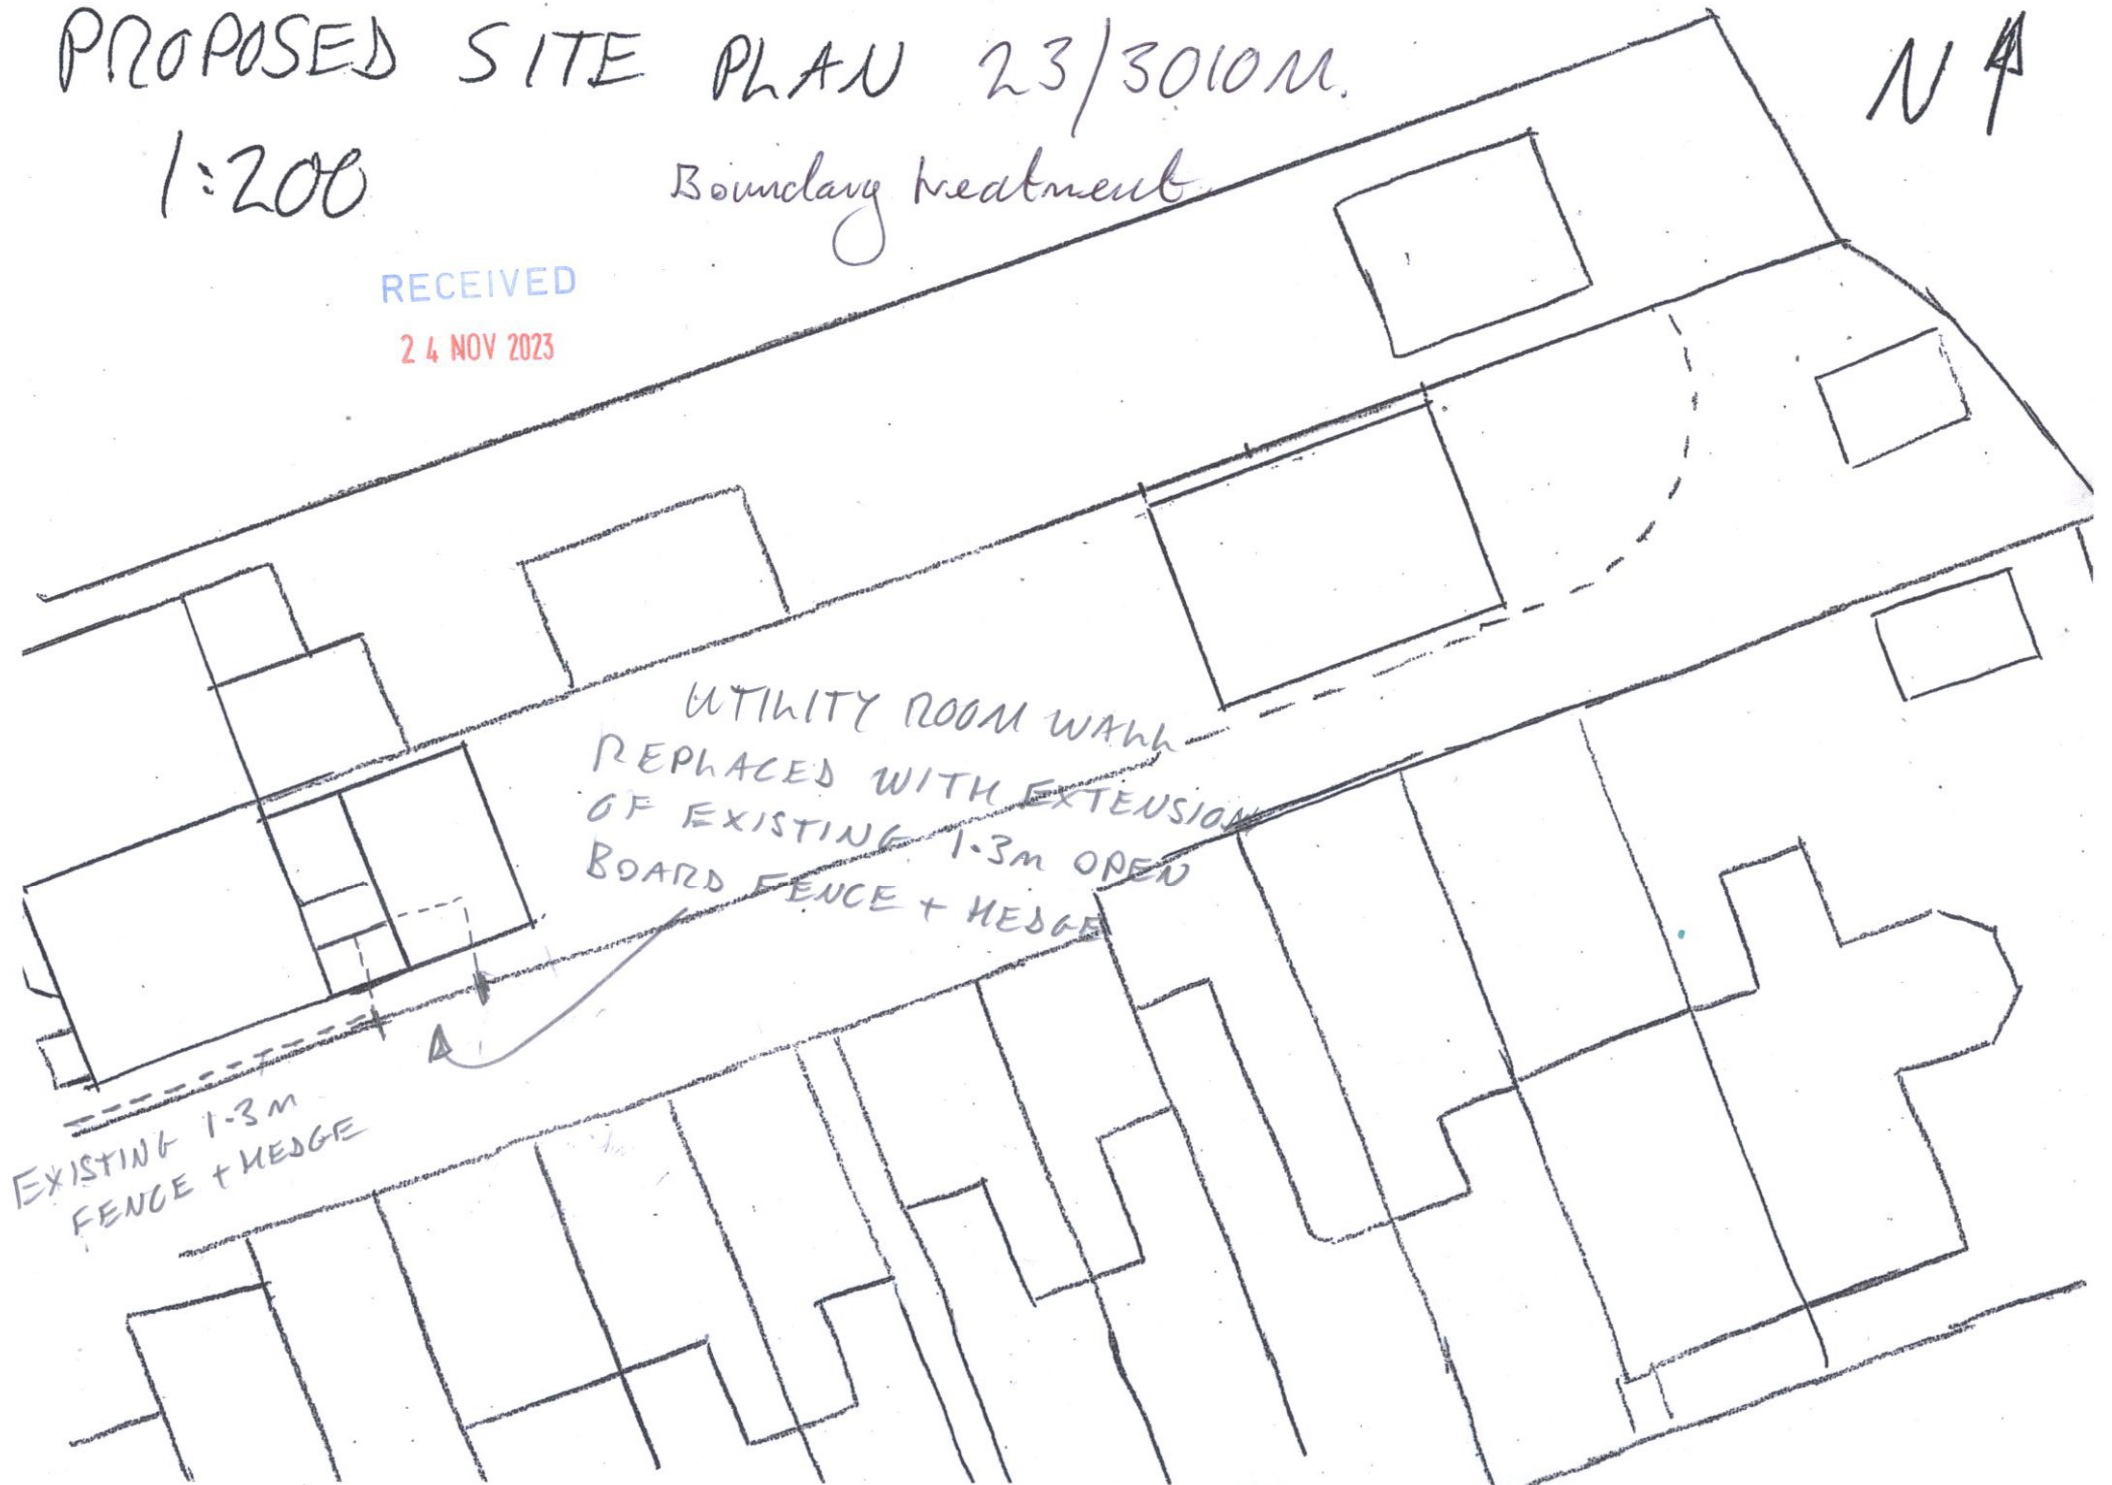 PROPOSED SITE PLAN 23/3010M.
N
1:200
Boundary treatment
RECEIVED
24 NOV 2023
UTILITY ROOM WALL
REPLACED WITH EXTENSION
OF EXISTING 1.3m OPEN
BOARD FENCE + HEDGE
EXISTING 1.3m
FENCE + HEDGE